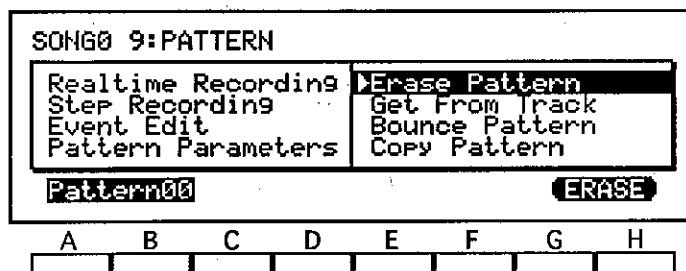 SONG0 9:PATTERN
Realtime Recording
Step Recording
Event Edit
Pattern Parameters
Erase Pattern
Get From Track
Bounce Pattern
Copy Pattern
Pattern00
ERASE
A B C D E F G H